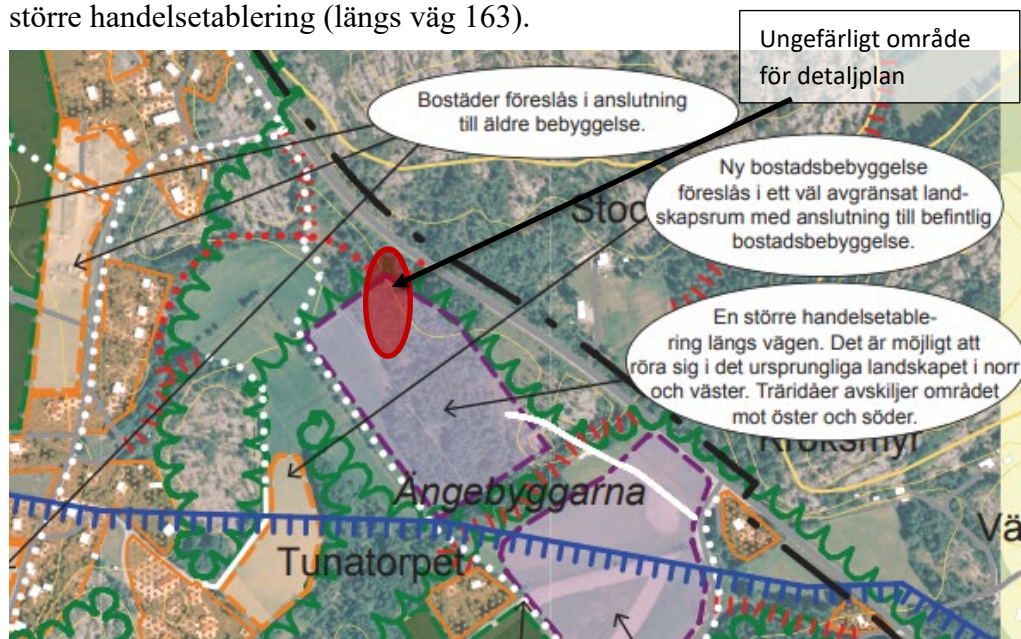 större handelsetablering (längs väg 163).
Ungefärligt område
för detaljplan
Bostäder föreslås i anslutning
till äldre bebyggelse.
Ny bostadsbebyggelse
föreslås i ett väl avgränsat land-
skapsrum med anslutning till befintlig
bostadsbebyggelse.
Stoc
En större handelsetable-
ring längs vägen. Det är möjligt att
röra sig i det ursprungliga landskapet i norr
och väster. Trädridåer avskiljer området
mot öster och söder.
Kroksmyr
Ängebyggarna
Tunatorpet
Vä